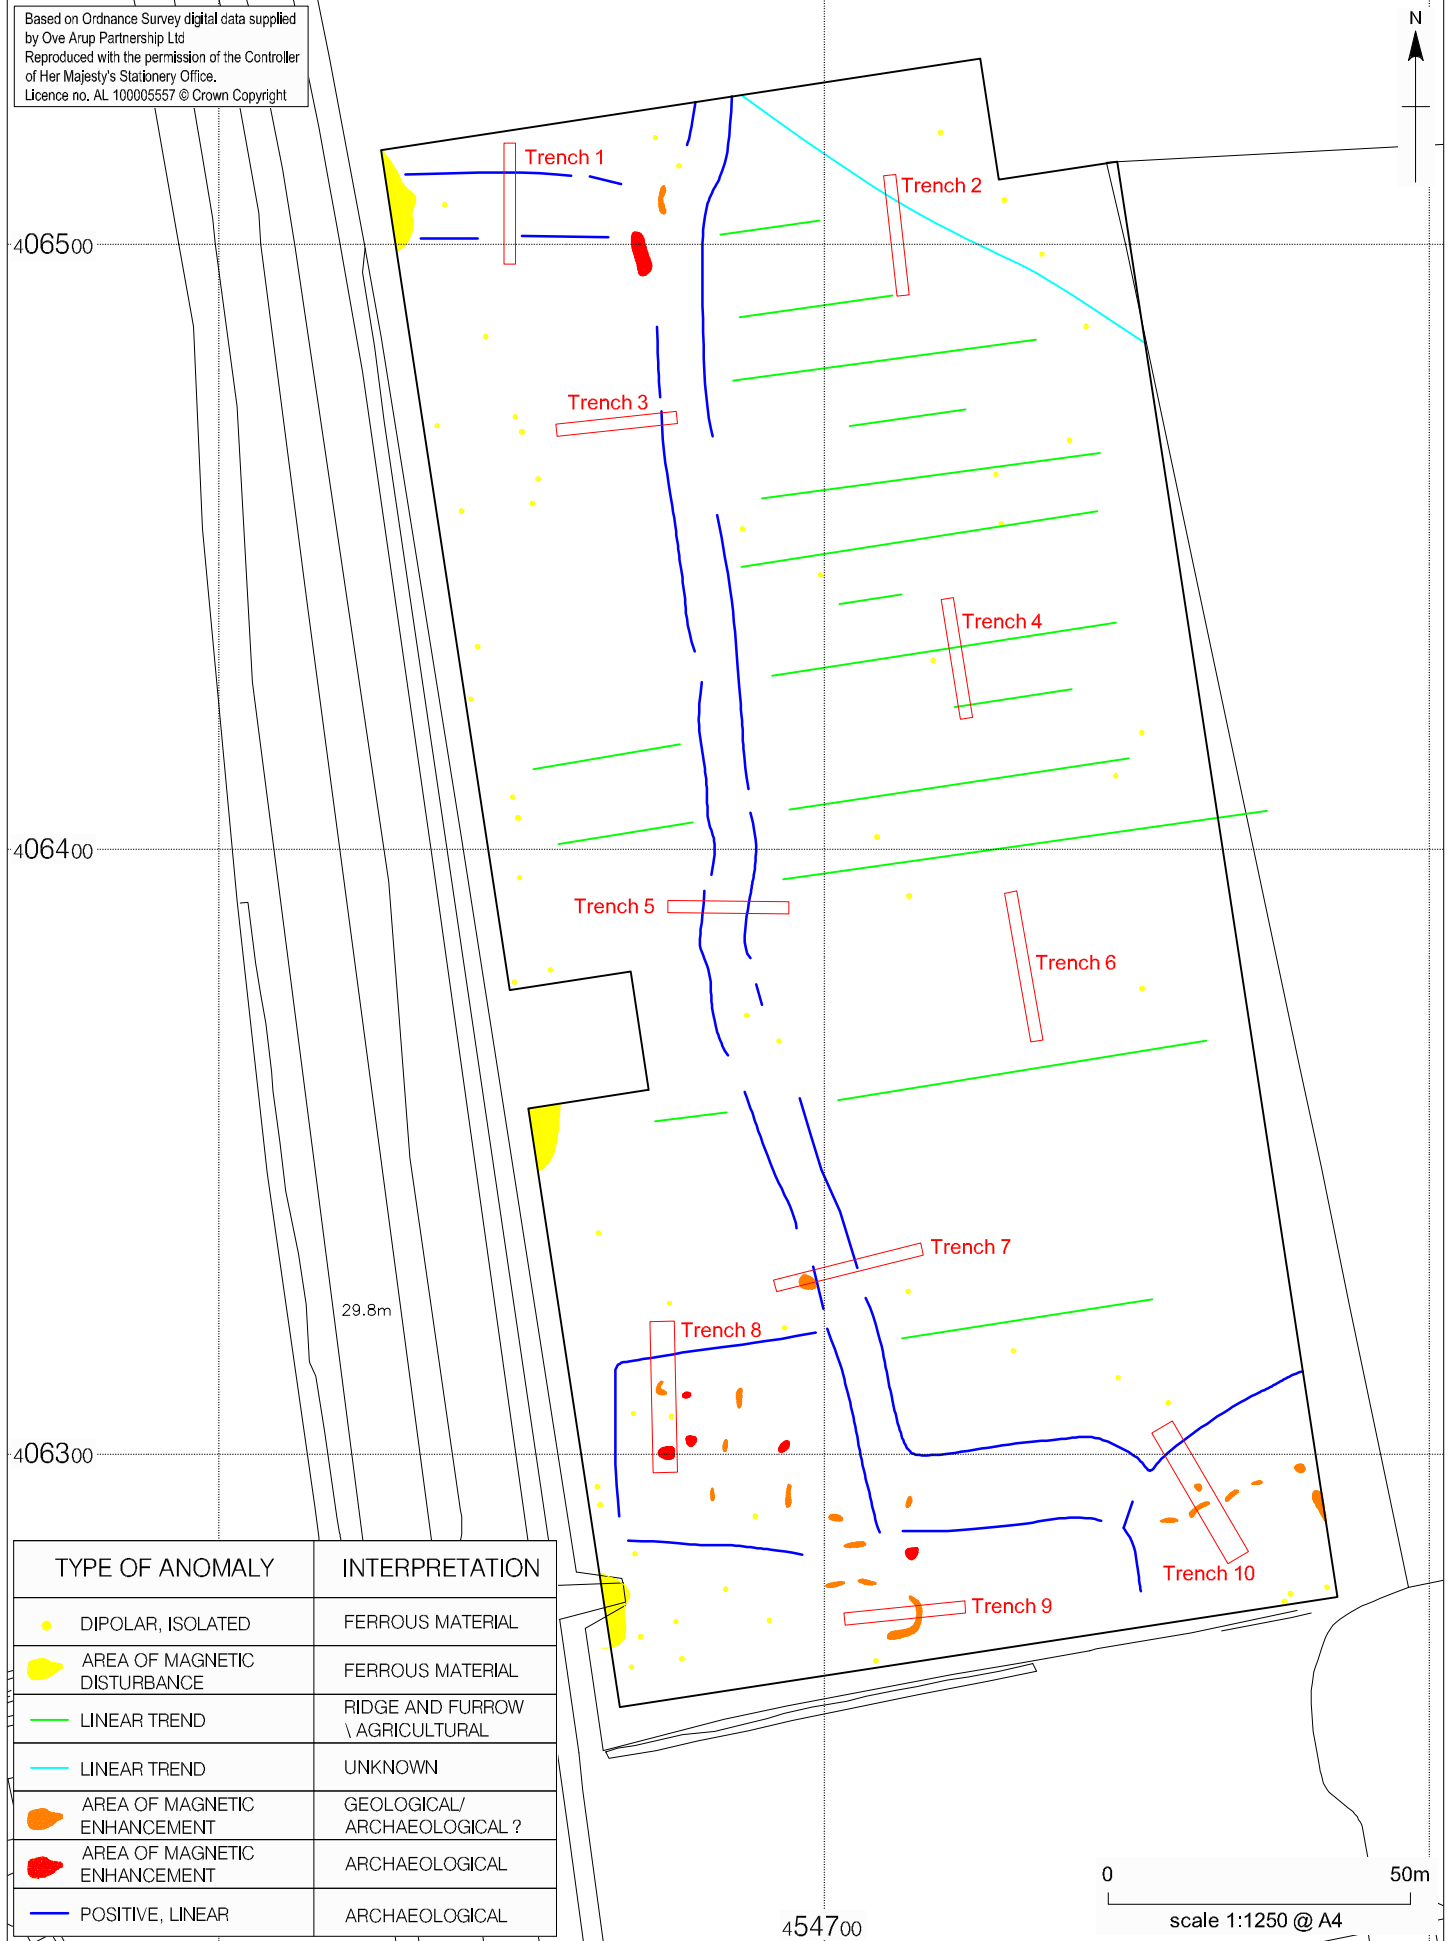 Based on Ordnance Survey digital data supplied
by Ove Arup Partnership Ltd
Reproduced with the permission of the Controller
of Her Majesty's Stationery Office.
Licence no. AL 100005557 © Crown Copyright
N
Trench 1
Trench 2
406500
Trench 3
Trench 4
406400
Trench 5
Trench 6
Trench 7
29.8m
Trench 8
406300
Trench 10
Trench 9
TYPE OF ANOMALY INTERPRETATION
DIPOLAR, ISOLATED FERROUS MATERIAL
AREA OF MAGNETIC
DISTURBANCE
FERROUS MATERIAL
LINEAR TREND
RIDGE AND FURROW
\ AGRICULTURAL
LINEAR TREND UNKNOWN
AREA OF MAGNETIC
ENHANCEMENT
GEOLOGICAL/
ARCHAEOLOGICAL ?
AREA OF MAGNETIC
ENHANCEMENT
ARCHAEOLOGICAL
POSITIVE, LINEAR ARCHAEOLOGICAL
0 50m
scale 1:1250 @ A4
454700